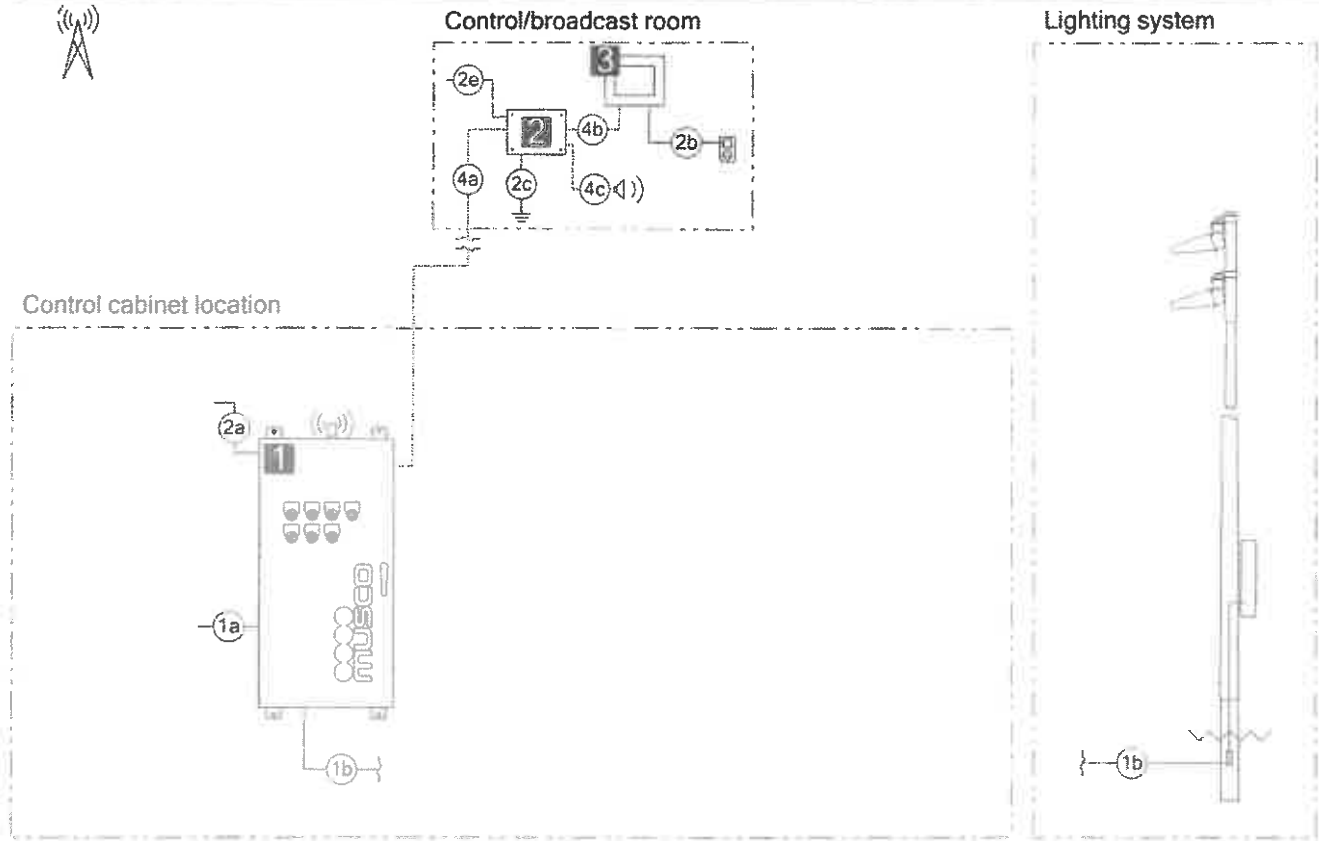 Control/broadcast room
Lighting system
3
2e
2
4b
2b
4a
2c
4c
Control cabinet location
2a
1
musco
1a
1b
1b